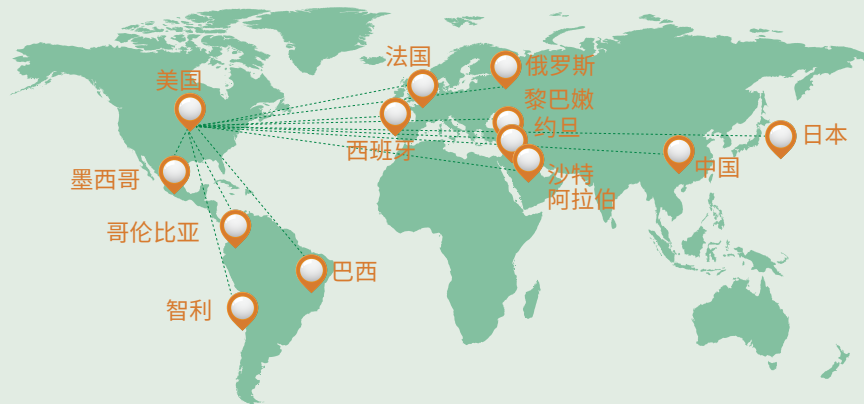 法国
俄罗斯
美国
黎巴嫩
约旦
日本
西班牙
中国
墨西哥
沙特
阿拉伯
哥伦比亚
巴西
智利